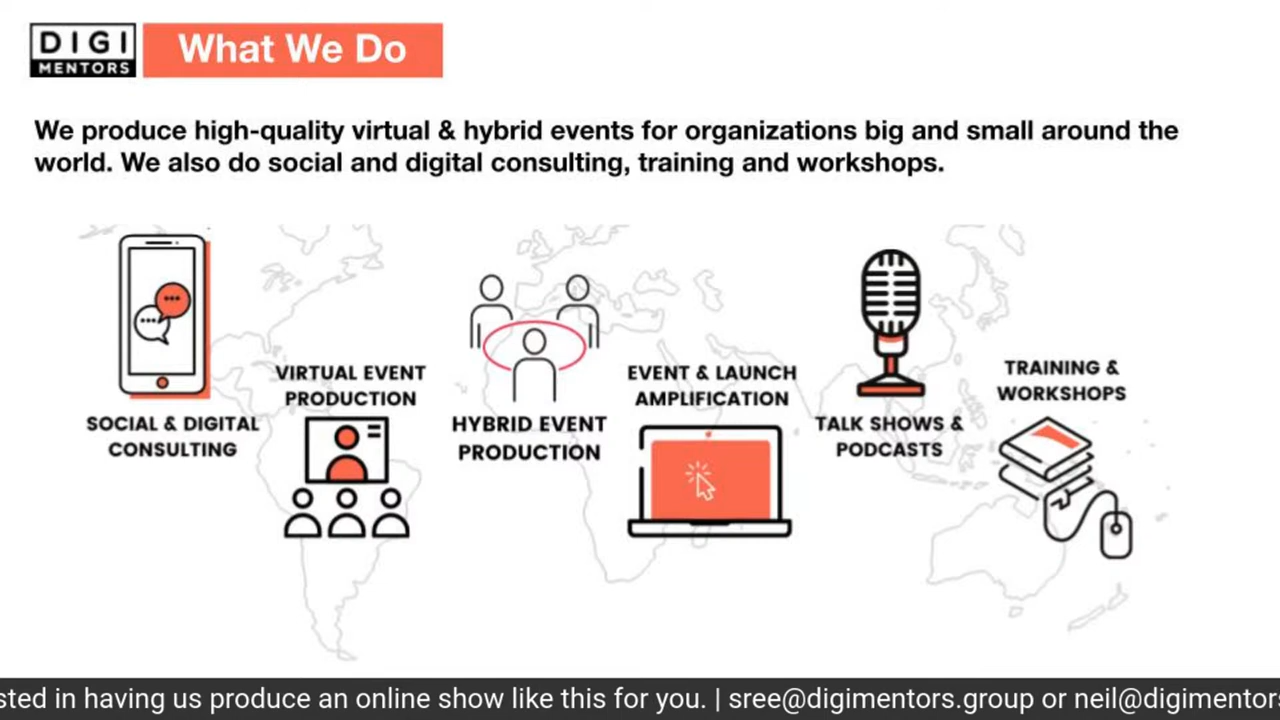 DIGI
MENTORS
What We Do
We produce high-quality virtual & hybrid events for organizations big and small around the
world. We also do social and digital consulting, training and workshops.
SOCIAL & DIGITAL
CONSULTING
VIRTUAL EVENT
PRODUCTION
HYBRID EVENT
PRODUCTION
EVENT & LAUNCH
AMPLIFICATION
TALK SHOWS &
PODCASTS
TRAINING &
WORKSHOPS
in having us produce an online show like this for you. | sree@digimentors.group or